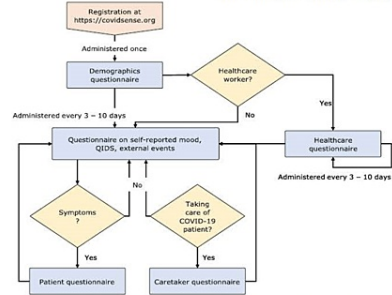 Registration at
https://covidsense.org
Administered once
Demographics
questionnaire
Healthcare
worker?
Yes
No
Administered every 3 – 10 days
Questionnaire on self-reported mood,
QIDS, external events
Healthcare
questionnaire
Administered every 3 – 10 days
No
Symptoms
?
Taking
care of
COVID-19
patient?
Yes
Yes
Patient questionnaire
Caretaker questionnaire